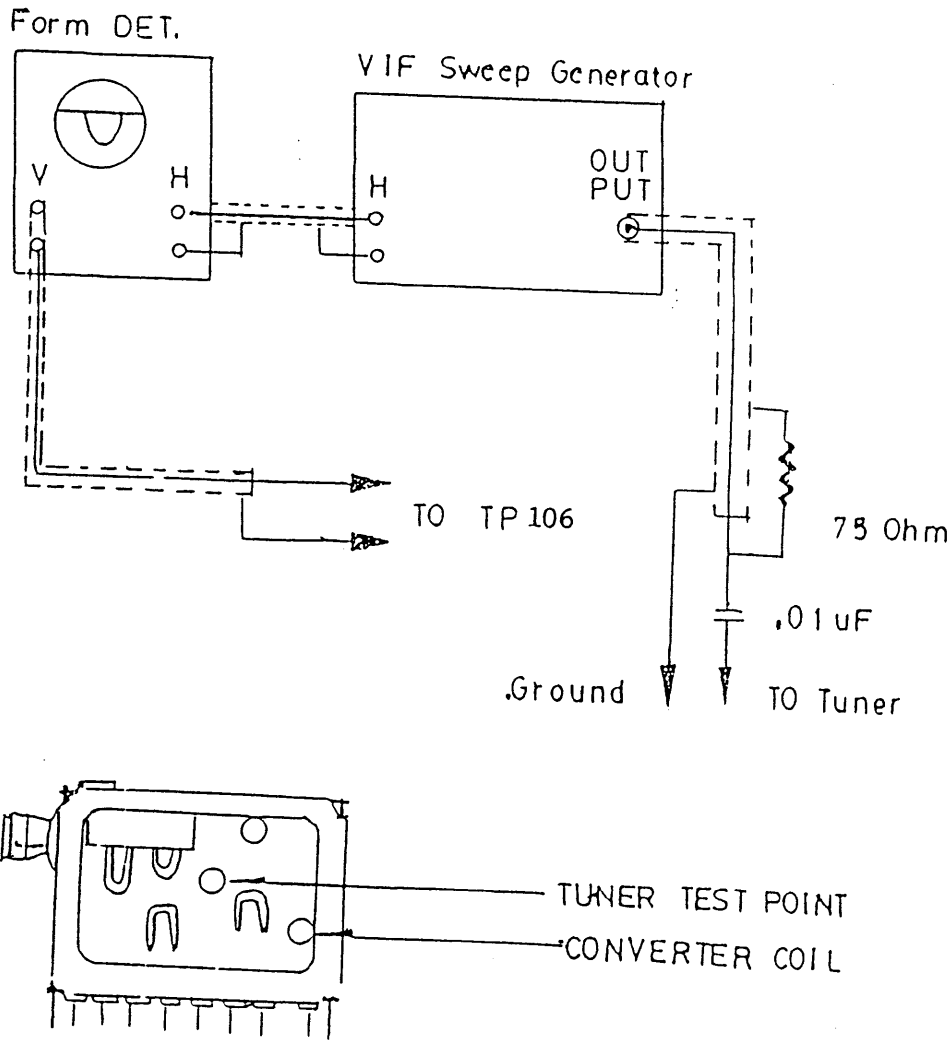 Form DET.
VIF Sweep Generator
V
H
H
OUT
PUT
TO TP106
75 Ohm
.01uF
.Ground
TO Tuner
TUNER TEST POINT
CONVERTER COIL